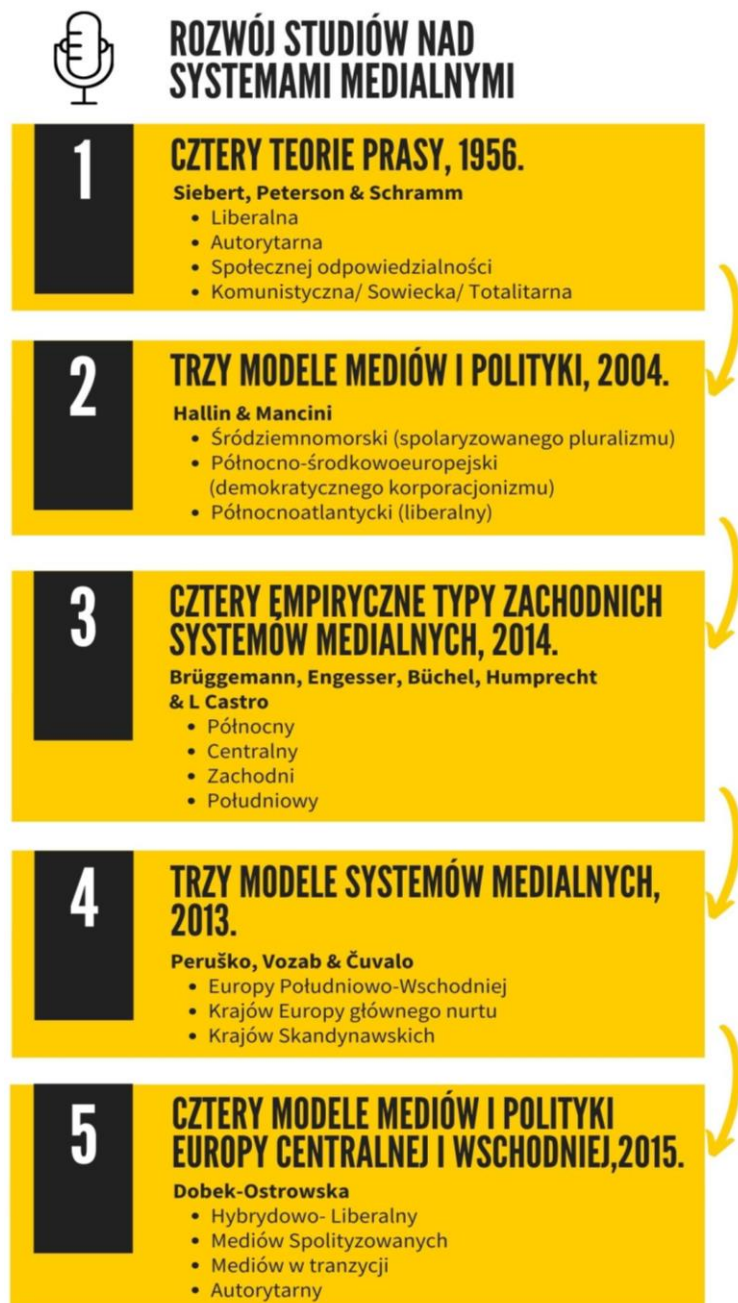 ROZWÓJ STUDIÓW NAD
SYSTEMAMI MEDIALNYMI
1
CZTERY TEORIE PRASY, 1956.
Siebert, Peterson & Schramm
• Liberalna
• Autorytarna
• Społecznej odpowiedzialności
• Komunistyczna/ Sowiecka/ Totalitarna
2
TRZY MODELE MEDIÓW I POLITYKI, 2004.
Hallin & Mancini
• Śródziemnomorski (spolaryzowanego pluralizmu)
• Północno-środkowoeuropejski
(demokratycznego korporacjonizmu)
• Północnoatlantycki (liberalny)
3
CZTERY EMPIRYCZNE TYPY ZACHODNICH
SYSTEMÓW MEDIALNYCH, 2014.
Brüggemann, Engesser, Büchel, Humprecht
& L Castro
• Północny
• Centralny
• Zachodni
• Południowy
4
TRZY MODELE SYSTEMÓW MEDIALNYCH,
2013.
Peruško, Vozab & Čuvalo
• Europy Południowo-Wschodniej
• Krajów Europy głównego nurtu
• Krajów Skandynawskich
5
CZTERY MODELE MEDIÓW I POLITYKI
EUROPY CENTRALNEJ I WSCHODNIEJ,2015.
Dobek-Ostrowska
• Hybrydowo- Liberalny
• Mediów Spolityzowanych
• Mediów w tranzycji
• Autorytarny